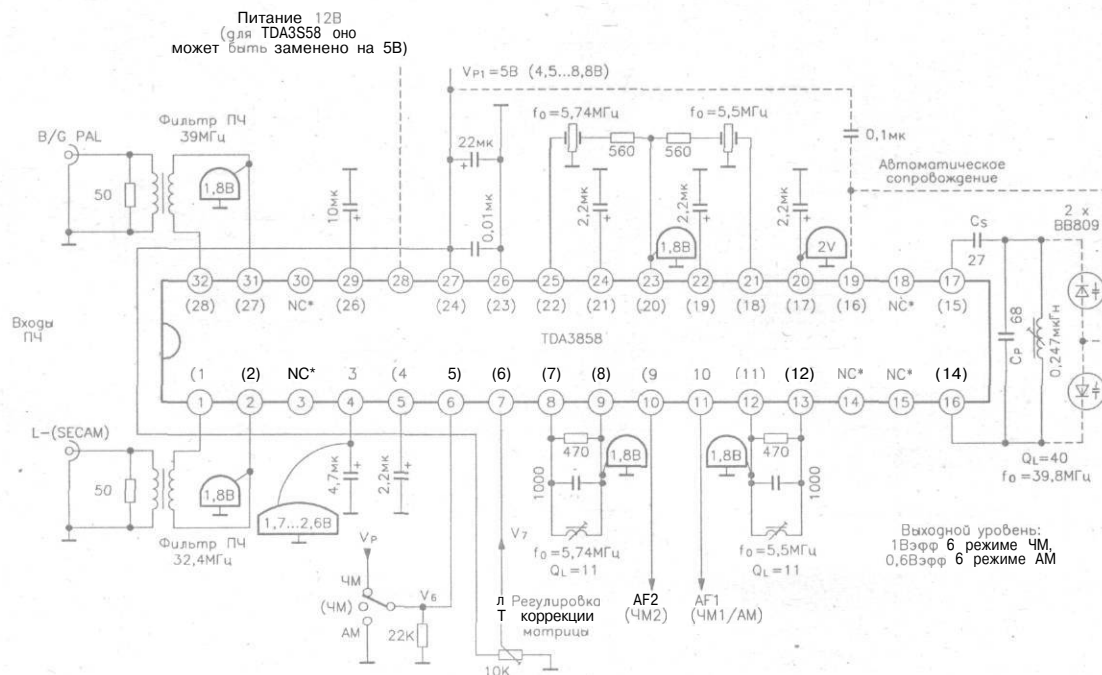 Питание 12В
(для TDA3S58 оно
может быть заменено на 5В)
VP1=5В (4,5...8,8В)
B/G PAL
Фильтр ПЧ
39МГц
50
1,8В
10мк
22мк
+
0,01мк
fo=5,74МГц
fo=5,5МГц
560
560
2,2мк
+
1,8В
2,2мк
+
2,2мк
+
2V
0,1мк
Автоматическое
сопровождение
CS
27
2 x
BB809
32 31 30 29 28 27 26 25 24 23 22 21 20 19 18 17
(28) (27) NC* (26) (24) (23) (22) (21) (20) (19) (18) (17) (16) NC* (15)
Входы
ПЧ
TDA3858
68
CP
0,247мкГн
(1 (2) NC* 3 (4 5) (6) (7) (8) (9 10 (11) (12) NC* NC* (14)
1 2 3 4 5 6 7 8 9 10 11 12 13 14 15 16
L-(SECAM)
50
1,8В
Фильтр ПЧ
32,4МГц
4,7мк
+
2,2мк
+
1,7...2,6В
VP
ЧМ
(ЧМ)
АМ
V6
22К
V7
10К
л Регулировка
Т коррекции
матрицы
470
1,8В
1000
fo=5,74МГц
QL=11
AF2
(ЧМ2)
AF1
(ЧМ1/АМ)
1,8В
470
1000
fo=5,5МГц
QL=11
QL=40
fo=39,8МГц
Выходной уровень:
1Вэфф 6 режиме ЧМ,
0,6Вэфф 6 режиме АМ